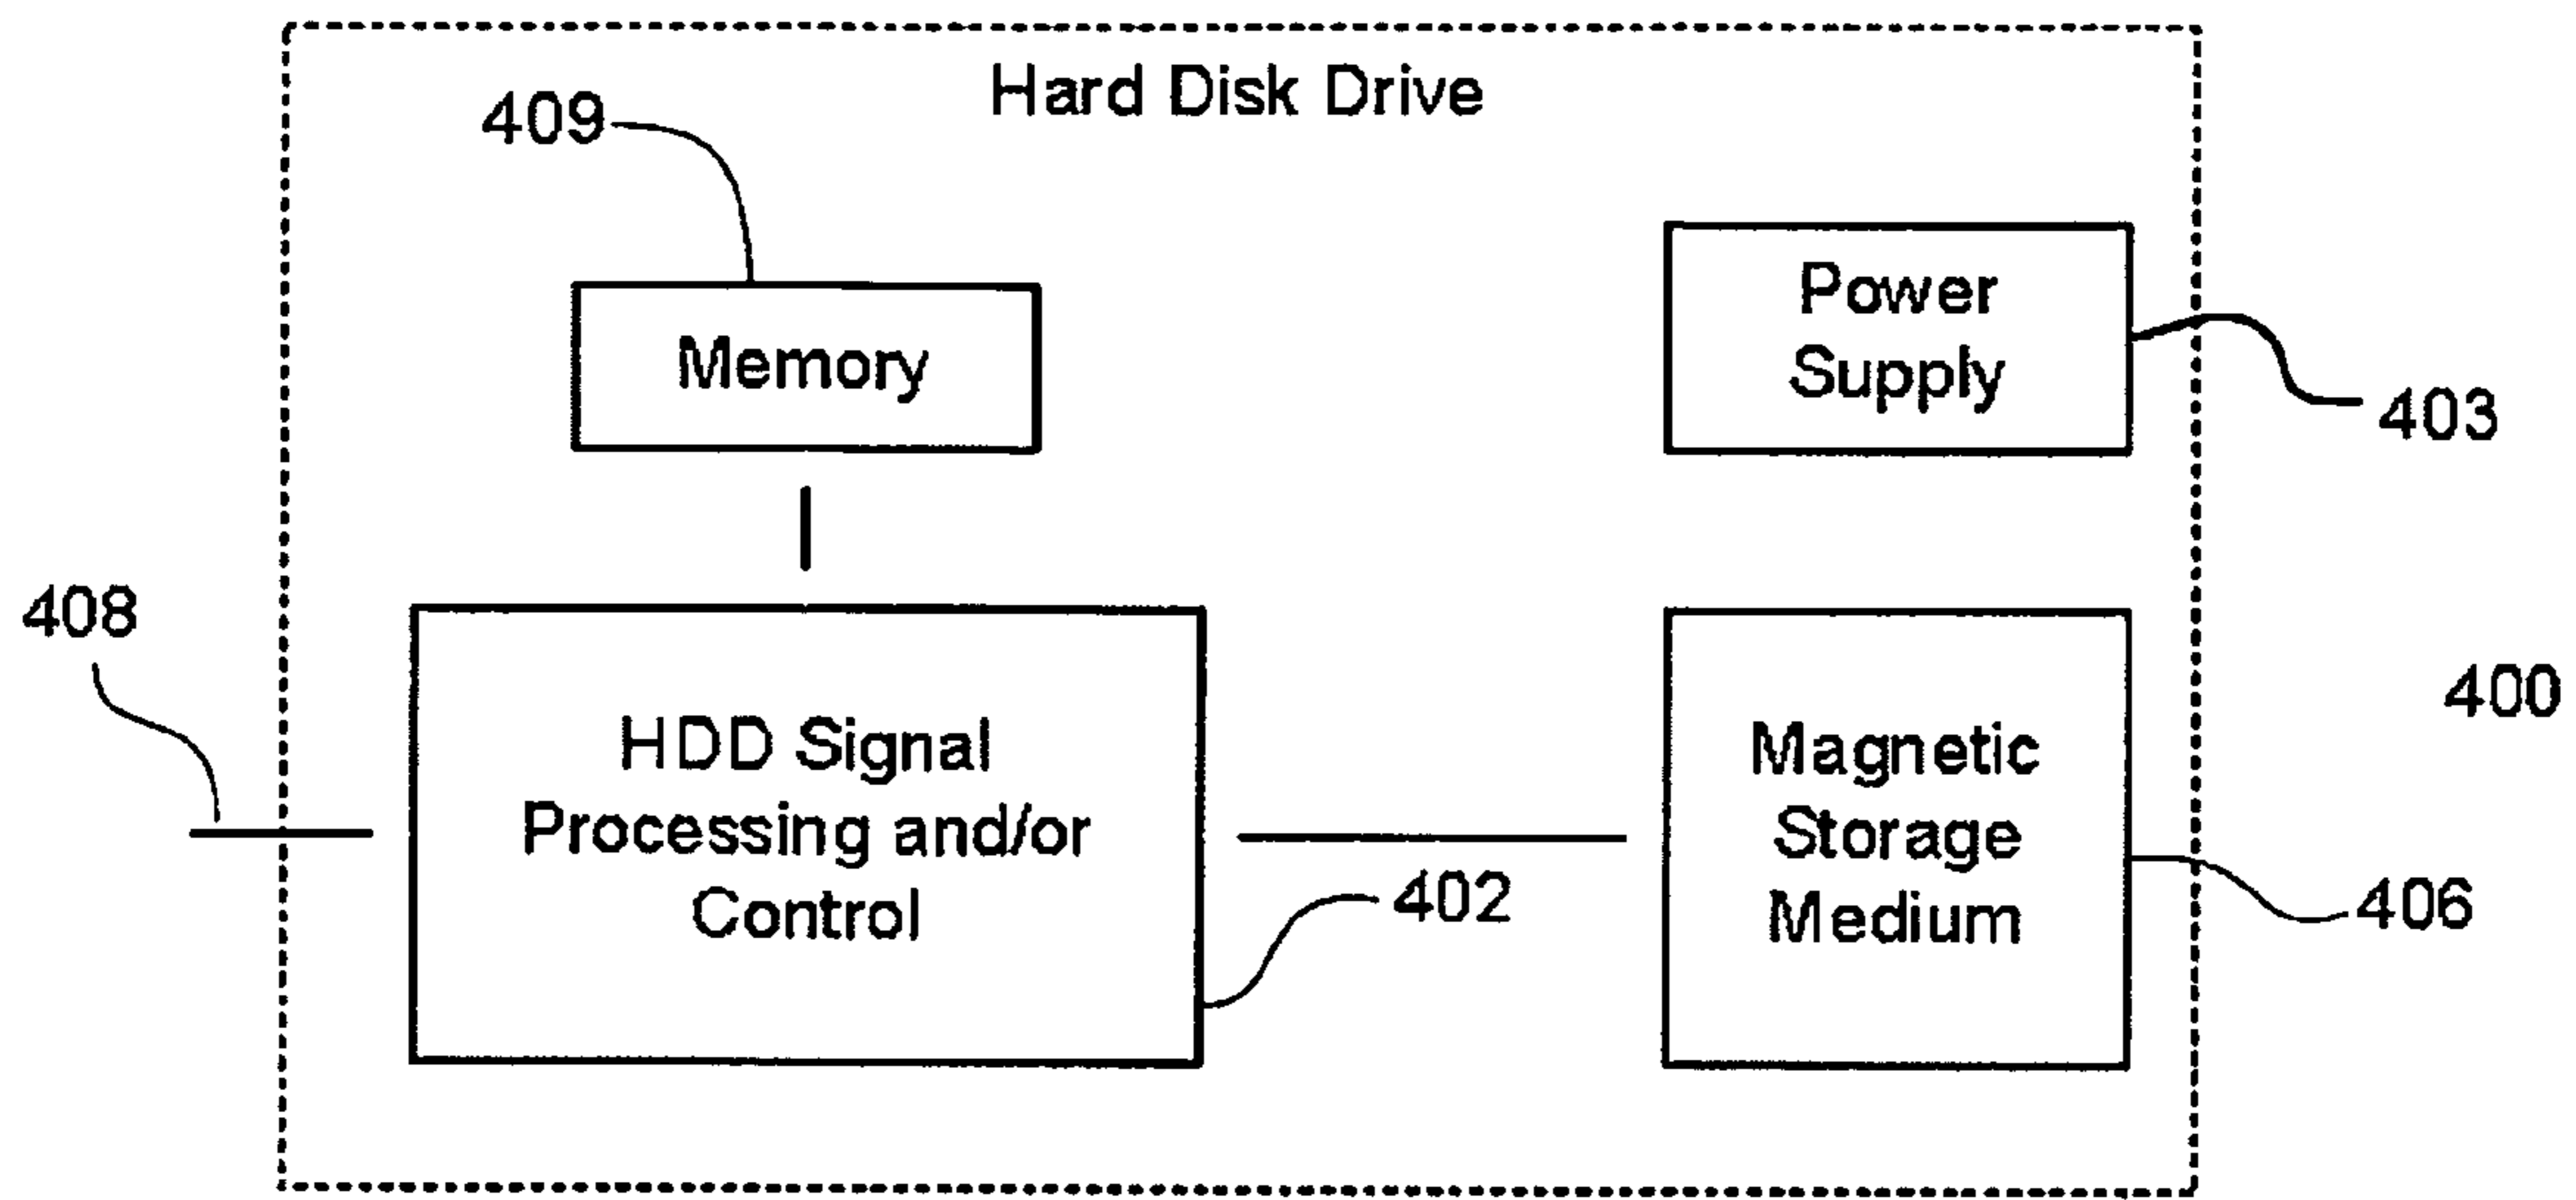 Hard Disk Drive
409
Memory
Power
Supply
403
408
HDD Signal
Processing and/or
Control
402
Magnetic
Storage
Medium
400
406